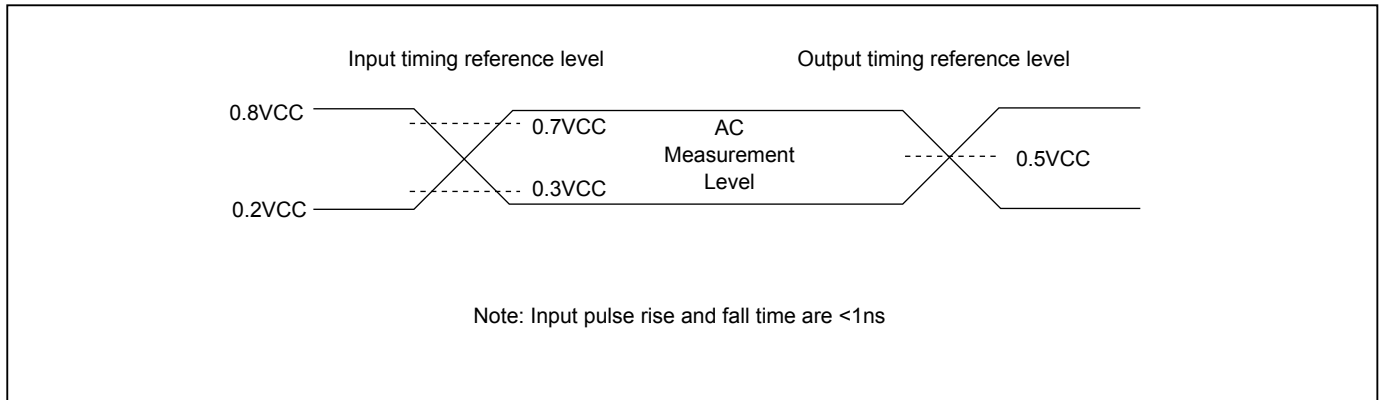 Input timing reference level
Output timing reference level
0.8VCC
0.7VCC
AC
Measurement
Level
0.5VCC
0.3VCC
0.2VCC
Note: Input pulse rise and fall time are <1ns